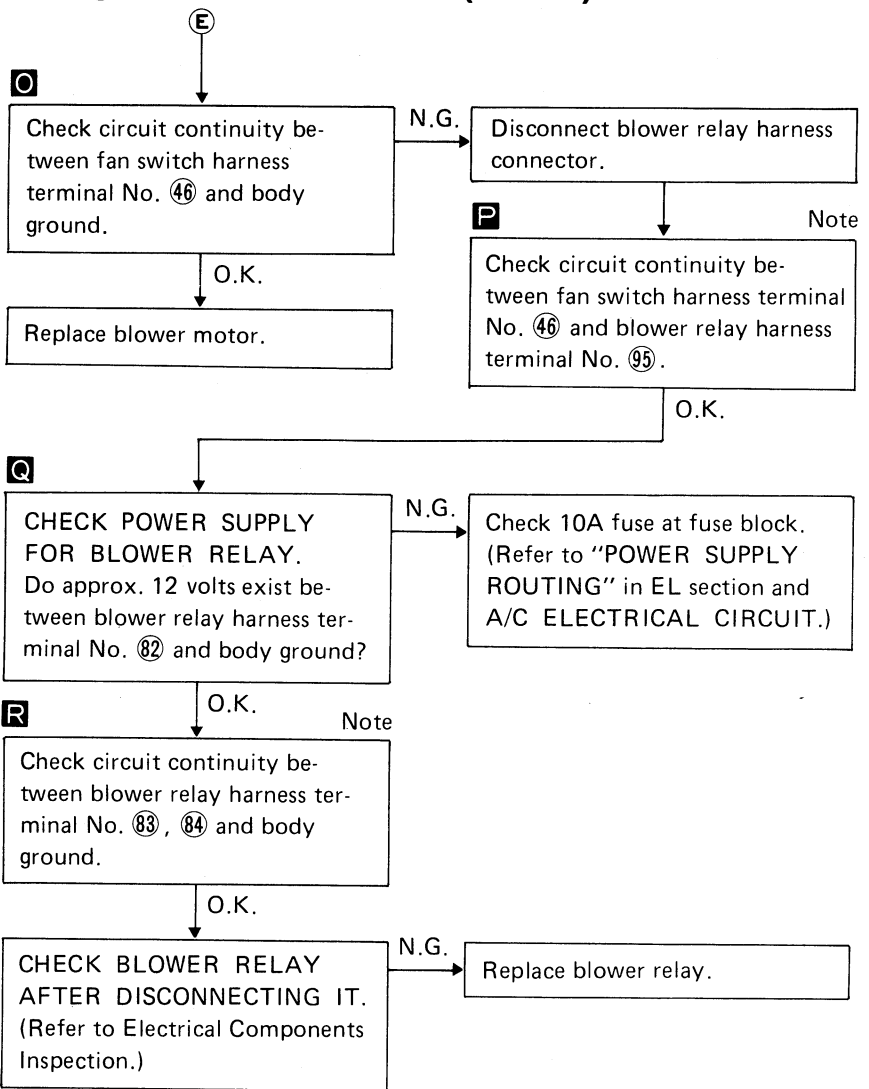 E
O
Check circuit continuity be-
tween fan switch harness
terminal No. 46 and body
ground.
N.G.
Disconnect blower relay harness
connector.
O.K.
Replace blower motor.
P
Note
Check circuit continuity be-
tween fan switch harness terminal
No. 46 and blower relay harness
terminal No. 95.
O.K.
Q
CHECK POWER SUPPLY
FOR BLOWER RELAY.
Do approx. 12 volts exist be-
tween blower relay harness ter-
minal No. 82 and body ground?
N.G.
Check 10A fuse at fuse block.
(Refer to "POWER SUPPLY
ROUTING" in EL section and
A/C ELECTRICAL CIRCUIT.)
O.K.
R
Note
Check circuit continuity be-
tween blower relay harness ter-
minal No. 83, 84 and body
ground.
O.K.
CHECK BLOWER RELAY
AFTER DISCONNECTING IT.
(Refer to Electrical Components
Inspection.)
N.G.
Replace blower relay.